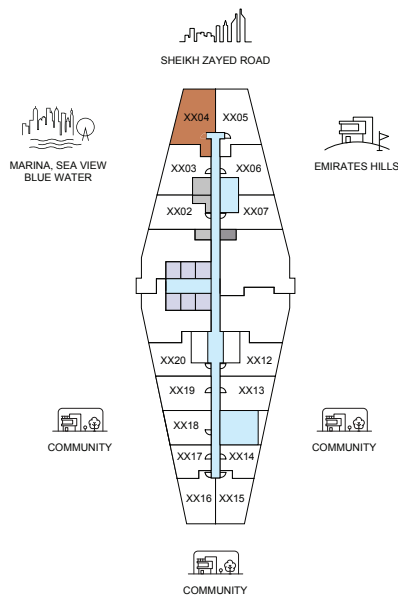 SHEIKH ZAYED ROAD
XX04
XX05
MARINA, SEA VIEW
BLUE WATER
EMIRATES HILLS
XX03
XX06
XX02
XX07
XX20
XX12
XX19
XX13
XX18
COMMUNITY
COMMUNITY
XX17
XX14
XX16
XX15
COMMUNITY